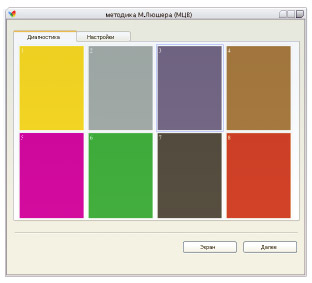 методика М.Люшера (МЦВ)
Диагностика Настройки
1 2 3 4
5 6 7 8
Экран Далее